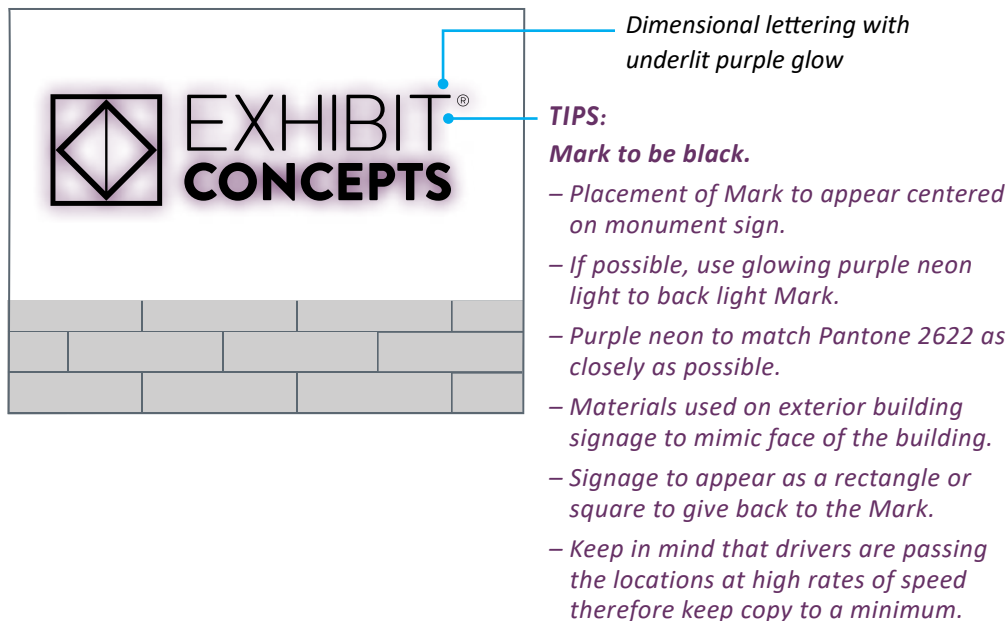 EXHIBIT®
CONCEPTS
Dimensional lettering with
underlit purple glow
TIPS:
Mark to be black.
– Placement of Mark to appear centered
on monument sign.
– If possible, use glowing purple neon
light to back light Mark.
– Purple neon to match Pantone 2622 as
closely as possible.
– Materials used on exterior building
signage to mimic face of the building.
– Signage to appear as a rectangle or
square to give back to the Mark.
– Keep in mind that drivers are passing
the locations at high rates of speed
therefore keep copy to a minimum.